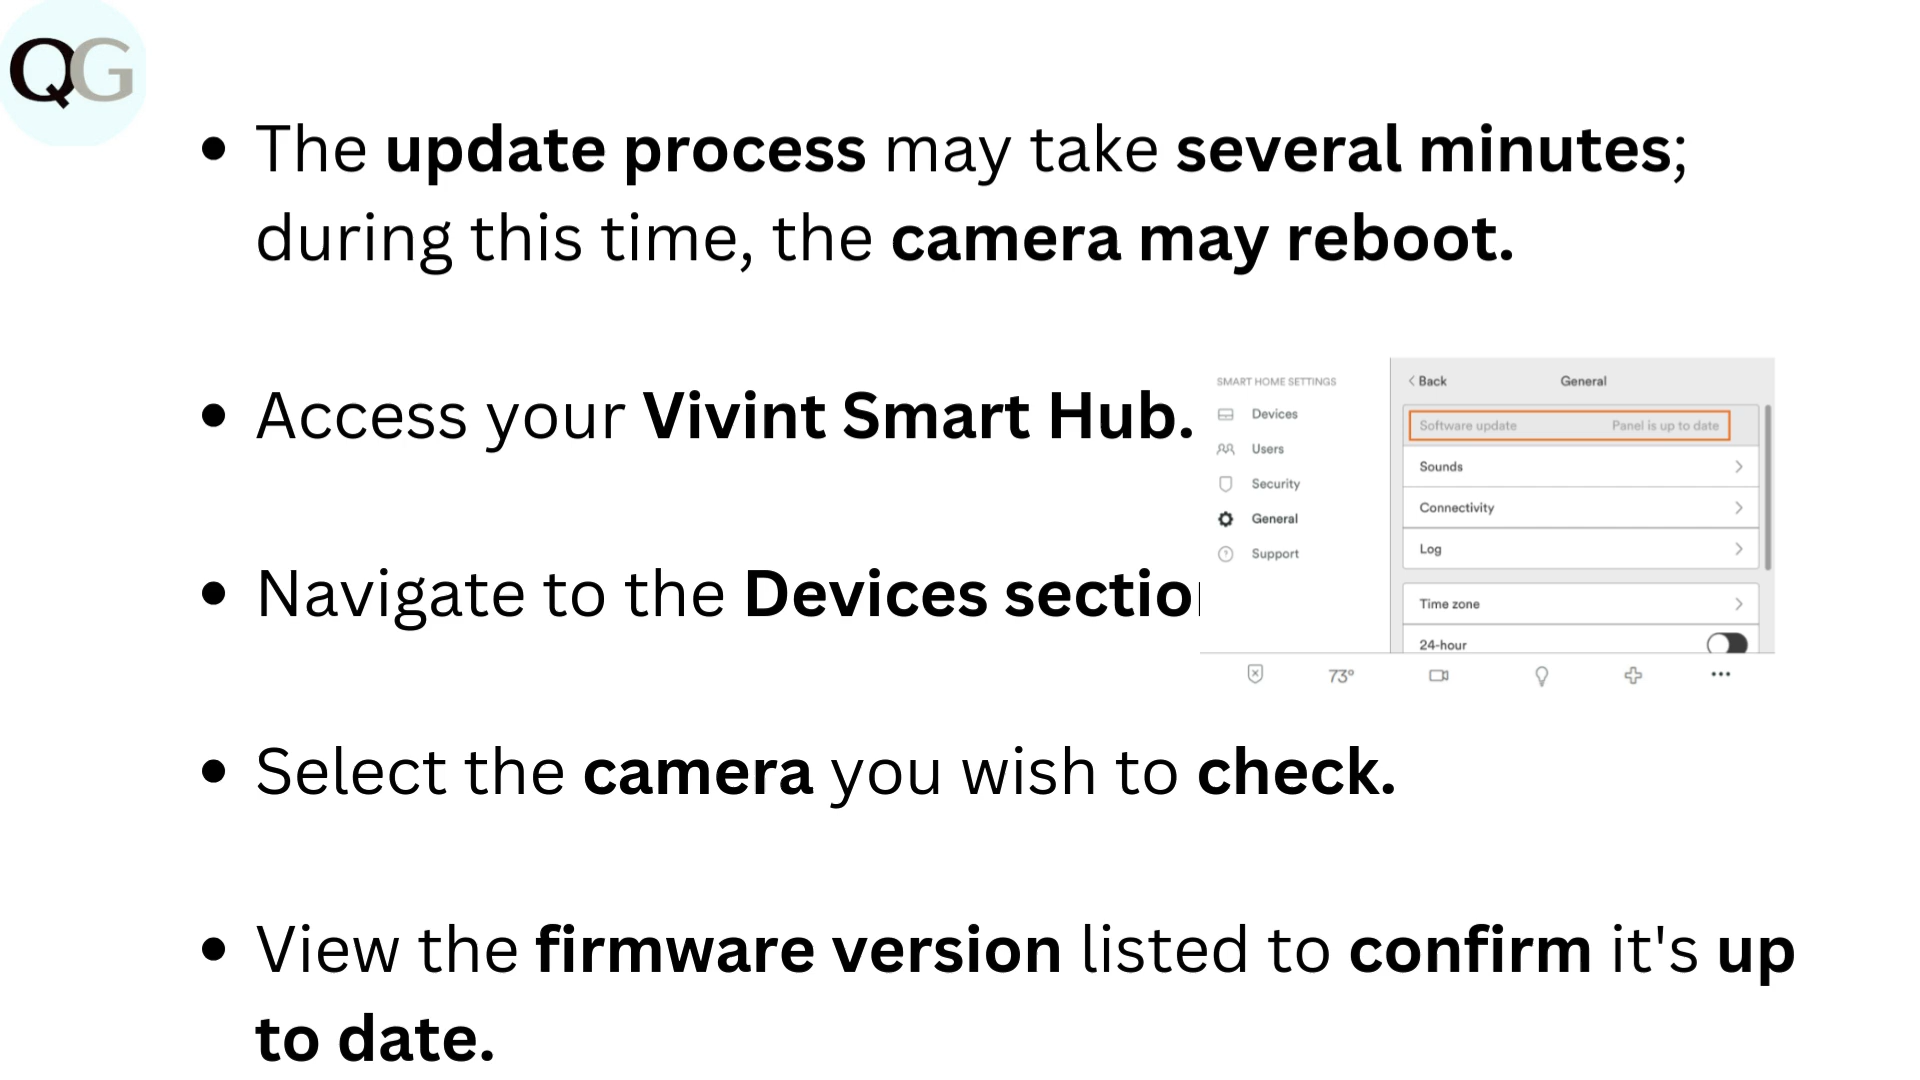 QG
• The update process may take several minutes;
during this time, the camera may reboot.
• Access your Vivint Smart Hub.
• Navigate to the Devices
• Select the camera you wish to check.
• View the firmware version listed to confirm it's up
to date.
SMART HOME SETTINGS
Devices
Users
Security
General
Support
< Back General
Software update Panel is up to date
Sounds
Connectivity
Log
Time zone
24-hour
73°